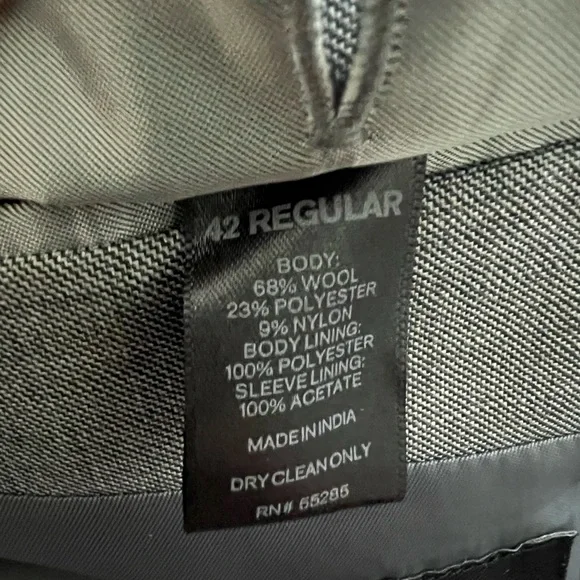 42 REGULAR
BODY:
68% WOOL
23% POLYESTER
9% NYLON
BODY LINING:
100% POLYESTER
SLEEVE LINING:
100% ACETATE
MADE IN INDIA
DRY CLEAN ONLY
RN# 55285